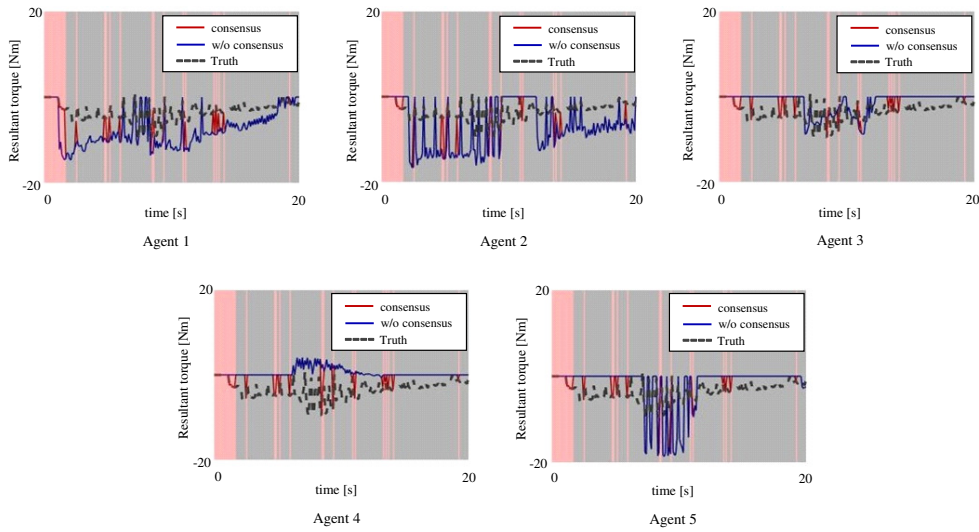 20
Resultant torque [Nm]
-20
consensus
w/o consensus
Truth
0
20
time [s]
Agent 1
20
Resultant torque [Nm]
-20
consensus
w/o consensus
Truth
0
20
time [s]
Agent 2
20
Resultant torque [Nm]
-20
consensus
w/o consensus
Truth
0
20
time [s]
Agent 3
20
Resultant torque [Nm]
-20
consensus
w/o consensus
Truth
0
20
time [s]
Agent 4
20
Resultant torque [Nm]
-20
consensus
w/o consensus
Truth
0
20
time [s]
Agent 5